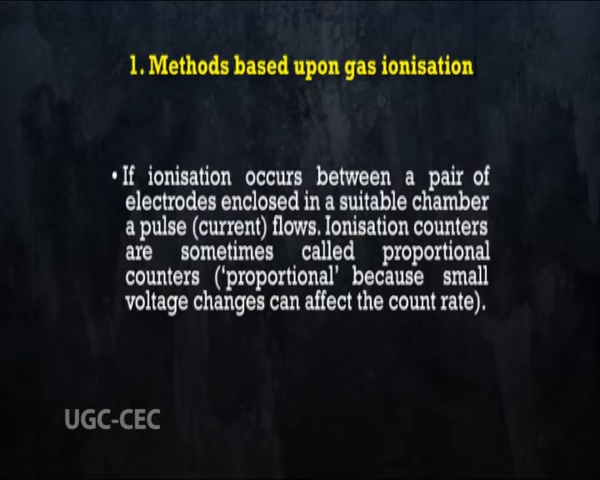 1. Methods based upon gas ionisation
• If ionisation occurs between a pair of
electrodes enclosed in a suitable chamber
a pulse (current) flows. Ionisation counters
are sometimes called proportional
counters (‘proportional’ because small
voltage changes can affect the count rate).
UGC-CEC